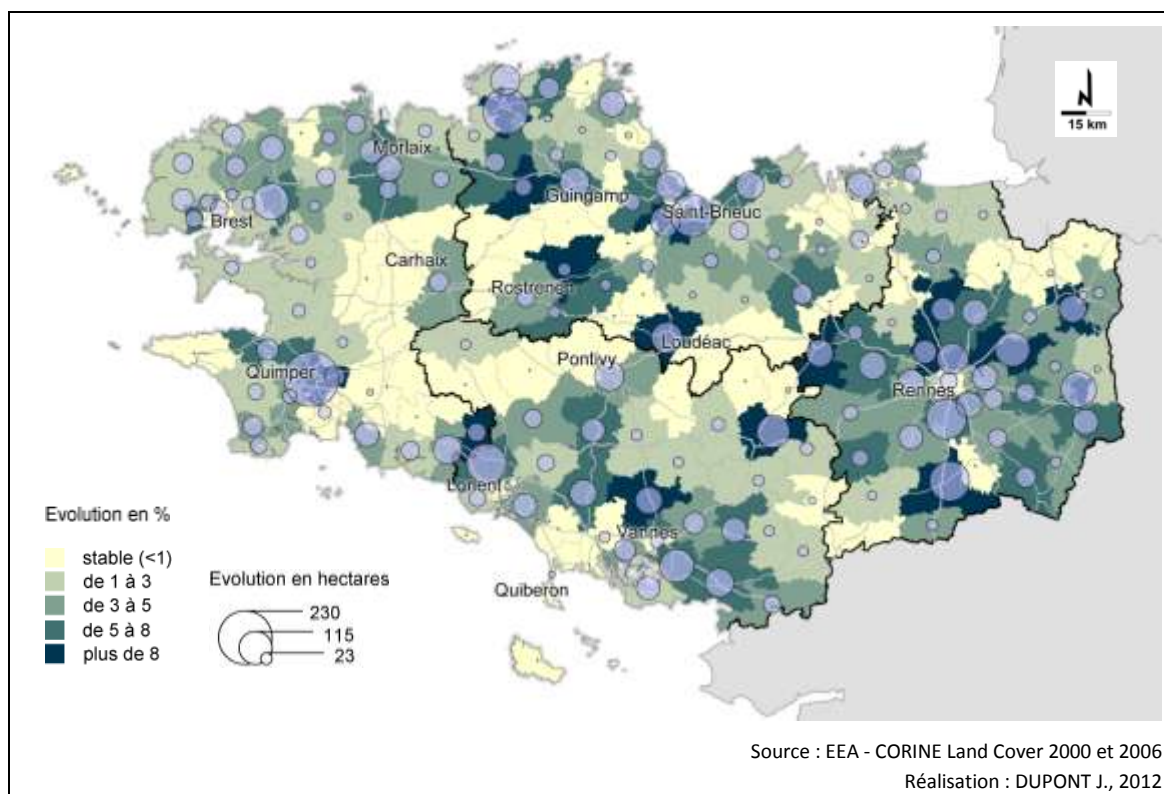 15 km
Morlaix
Guingamp
Brest
Saint-Brieuc
Carhaix
Rostrenen
Loudéac
Pontivy
Quimper
Rennes
Lorient
Vannes
Quiberon
Evolution en %
stable (<1)
de 1 à 3
de 3 à 5
de 5 à 8
plus de 8
Evolution en hectares
230
115
23
Source : EEA - CORINE Land Cover 2000 et 2006
Réalisation : DUPONT J., 2012